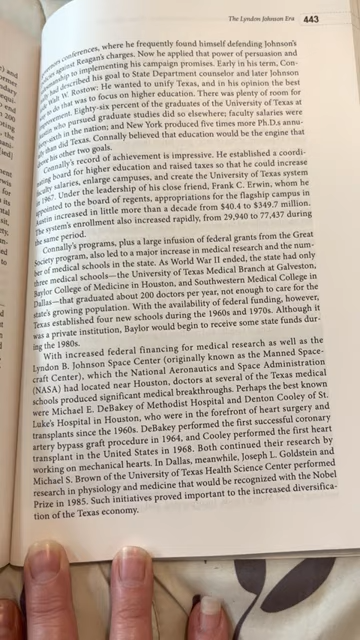 The Lyndon Johnson Era 443
conferences, where he frequently found himself defending Johnson's
against Reagan's charges. Now he applied that power of persuasion and
to implementing his campaign promises. Early in his term, Con-
had described his goal to State Department counselor and later Johnson
Walt W. Rostow: He wanted to unify Texas, and in his opinion the best
to do that was to focus on higher education. There was plenty of room for
Eighty-six percent of the graduates of the University of Texas at
who pursued graduate studies did so elsewhere; faculty salaries were
in the nation; and New York produced five times more Ph.D.s annu-
than did Texas. Connally believed that education would be the engine that
his other two goals.
Connally's record of achievement is impressive. He established a coordi-
board for higher education and raised taxes so that he could increase
salaries, enlarge campuses, and create the University of Texas system
in 1967. Under the leadership of his close friend, Frank C. Erwin, whom he
appointed to the board of regents, appropriations for the flagship campus in
Austin increased in little more than a decade from $40.4 to $349.7 million.
The system's enrollment also increased rapidly, from 29,940 to 77,437 during
the same period.
Connally's programs, plus a large infusion of federal grants from the Great
Society program, also led to a major increase in medical research and the num-
ber of medical schools in the state. As World War II ended, the state had only
three medical schools—the University of Texas Medical Branch at Galveston,
Baylor College of Medicine in Houston, and Southwestern Medical College in
Dallas—that graduated about 200 doctors per year, not enough to care for the
state's growing population. With the availability of federal funding, however,
Texas established four new schools during the 1960s and 1970s. Although it
was a private institution, Baylor would begin to receive some state funds dur-
ing the 1980s.
With increased federal financing for medical research as well as the
Lyndon B. Johnson Space Center (originally known as the Manned Space-
craft Center), which the National Aeronautics and Space Administration
(NASA) had located near Houston, doctors at several of the Texas medical
schools produced significant medical breakthroughs. Perhaps the best known
were Michael E. DeBakey of Methodist Hospital and Denton Cooley of St.
Luke's Hospital in Houston, who were in the forefront of heart surgery and
transplants since the 1960s. DeBakey performed the first successful coronary
artery bypass graft procedure in 1964, and Cooley performed the first heart
transplant in the United States in 1968. Both continued their research by
working on mechanical hearts. In Dallas, meanwhile, Joseph L. Goldstein and
Michael S. Brown of the University of Texas Health Science Center performed
research in physiology and medicine that would be recognized with the Nobel
Prize in 1985. Such initiatives proved important to the increased diversifica-
tion of the Texas economy.